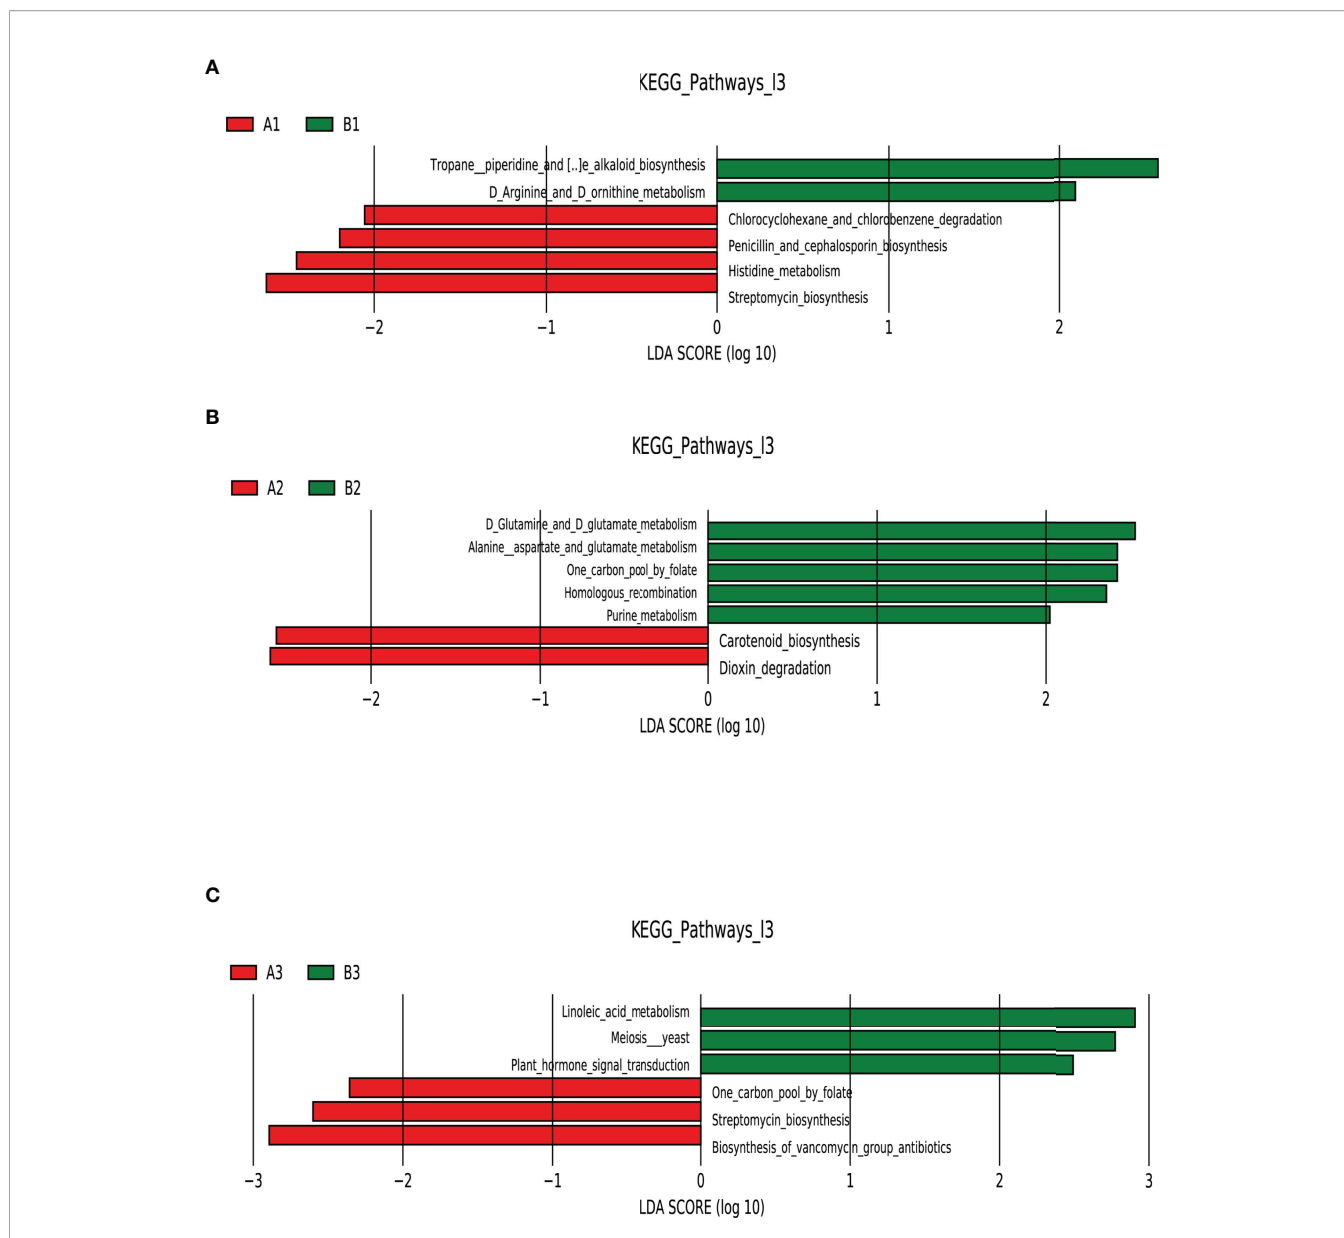 A
KEGG_Pathways_l3
A1 B1
Tropane__piperidine_and [..]e_alkaloid_biosynthesis
D_Arginine_and_D_ornithine_metabolism
Chlorocyclohexane_and_chlorobenzene_degradation
Penicillin_and_cephalosporin_biosynthesis
Histidine_metabolism
Streptomycin_biosynthesis
−2 −1 0 1 2
LDA SCORE (log 10)
B
KEGG_Pathways_l3
A2 B2
D_Glutamine_and_D_glutamate_metabolism
Alanine__aspartate_and_glutamate_metabolism
One_carbon_pool_by_folate
Homologous_recombination
Purine_metabolism
Carotenoid_biosynthesis
Dioxin_degradation
−2 −1 0 1 2
LDA SCORE (log 10)
C
KEGG_Pathways_l3
A3 B3
Linoleic_acid_metabolism
Meiosis___yeast
Plant_hormone_signal_transduction
One_carbon_pool_by_folate
Streptomycin_biosynthesis
Biosynthesis_of_vancomycin_group_antibiotics
−3 −2 −1 0 1 2 3
LDA SCORE (log 10)